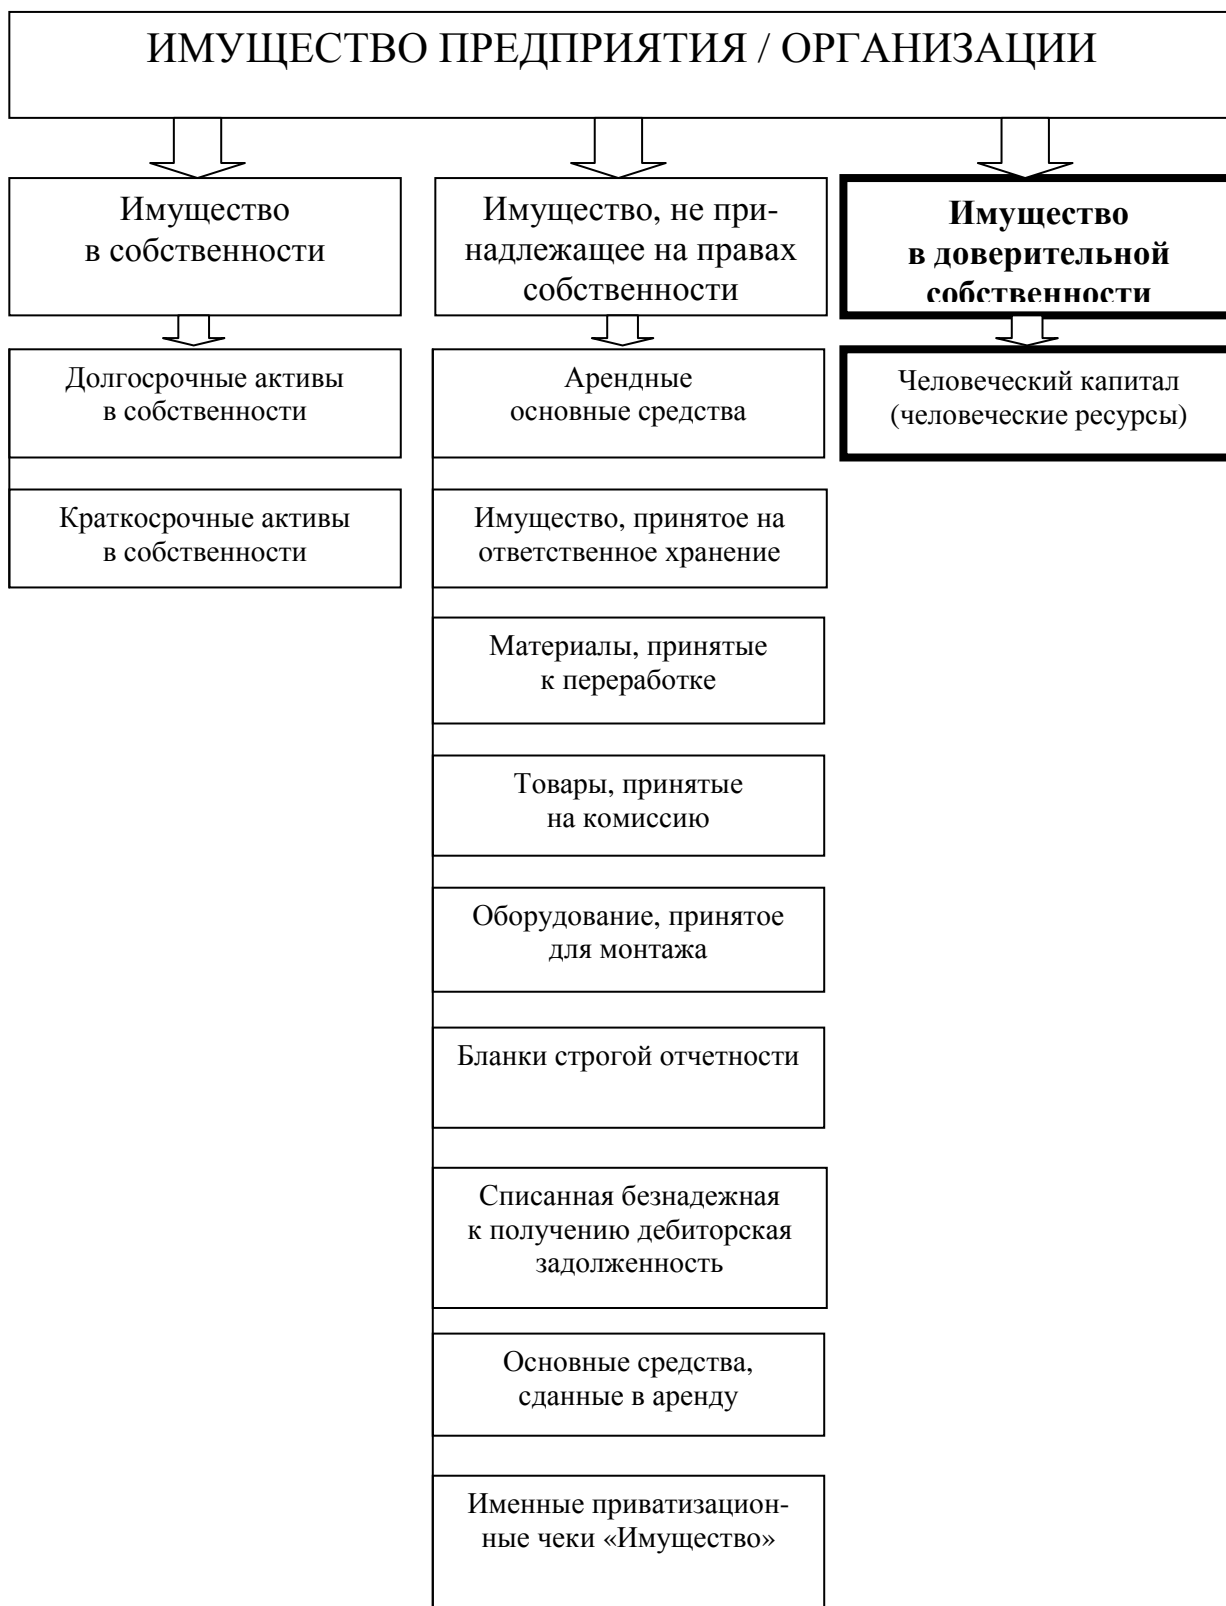 ИМУЩЕСТВО ПРЕДПРИЯТИЯ / ОРГАНИЗАЦИИ
Имущество
в собственности
Имущество, не при-
надлежащее на правах
собственности
Имущество
в доверительной
собственности
Долгосрочные активы
в собственности
Арендные
основные средства
Человеческий капитал
(человеческие ресурсы)
Краткосрочные активы
в собственности
Имущество, принятое на
ответственное хранение
Материалы, принятые
к переработке
Товары, принятые
на комиссию
Оборудование, принятое
для монтажа
Бланки строгой отчетности
Списанная безнадежная
к получению дебиторская
задолженность
Основные средства,
сданные в аренду
Именные приватизацион-
ные чеки «Имущество»